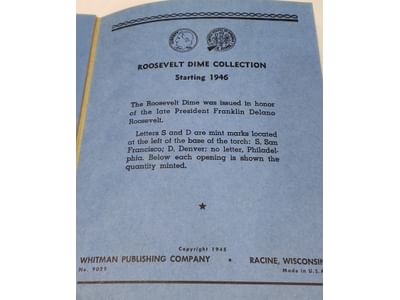 ROOSEVELT DIME COLLECTION
Starting 1946
The Roosevelt Dime was issued in honor
of the late President Franklin Delano
Roosevelt.
Letters S and D are mint marks located
at the left of the base of the torch: S, San
Francisco; D, Denver; no letter, Philadel-
phia. Below each opening is shown the
quantity minted.
Copyright 1948
WHITMAN PUBLISHING COMPANY • RACINE, WISCONSIN
No. 9029 Made in U.S.A.